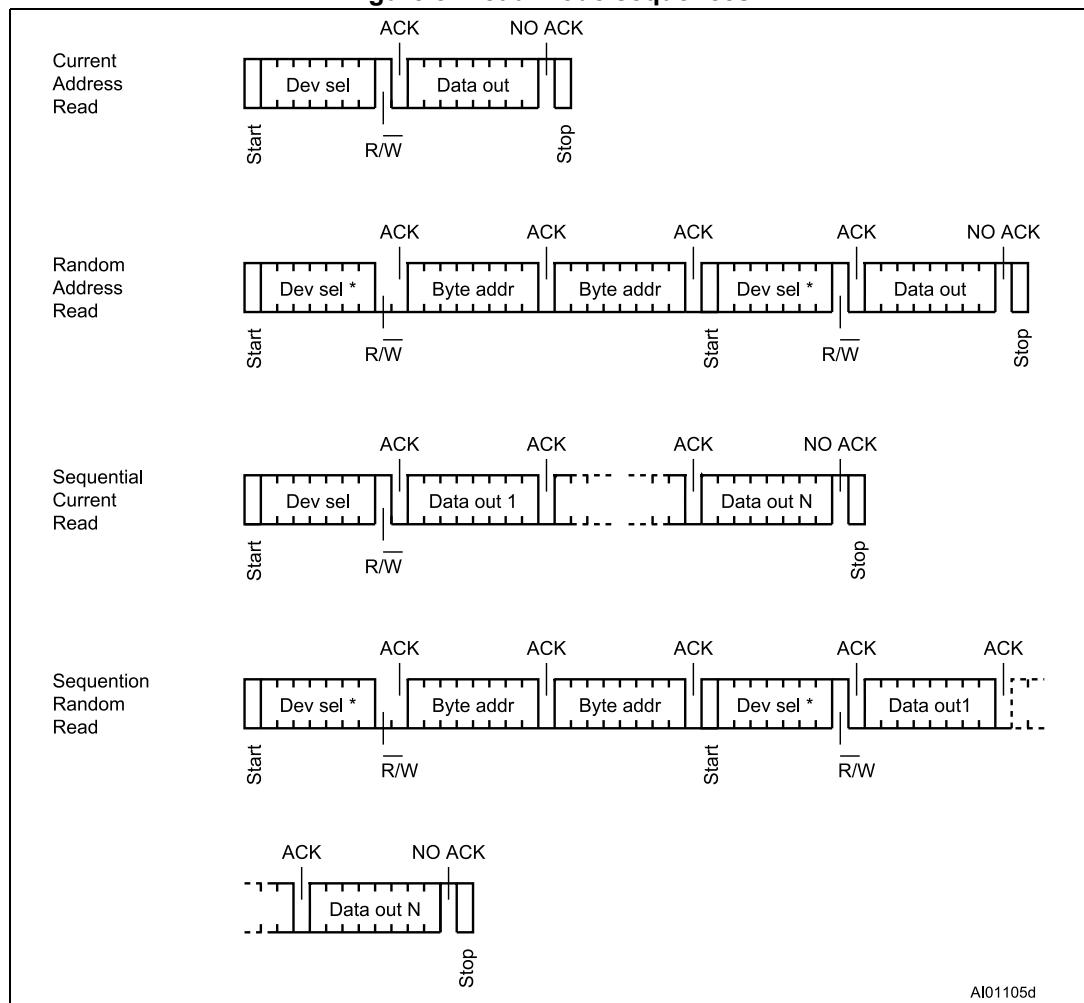 ACK NO ACK
Current
Address
Read
Dev sel Data out
Start R/W̅ Stop
ACK ACK ACK ACK NO ACK
Random
Address
Read
Dev sel * Byte addr Byte addr Dev sel * Data out
Start R/W̅ Start R/W̅ Stop
ACK ACK ACK NO ACK
Sequential
Current
Read
Dev sel Data out 1 Data out N
Start R/W̅ Stop
ACK ACK ACK ACK ACK
Sequention
Random
Read
Dev sel * Byte addr Byte addr Dev sel * Data out1
Start R̅/W Start R̅/W
ACK NO ACK
Data out N
Stop
AI01105d